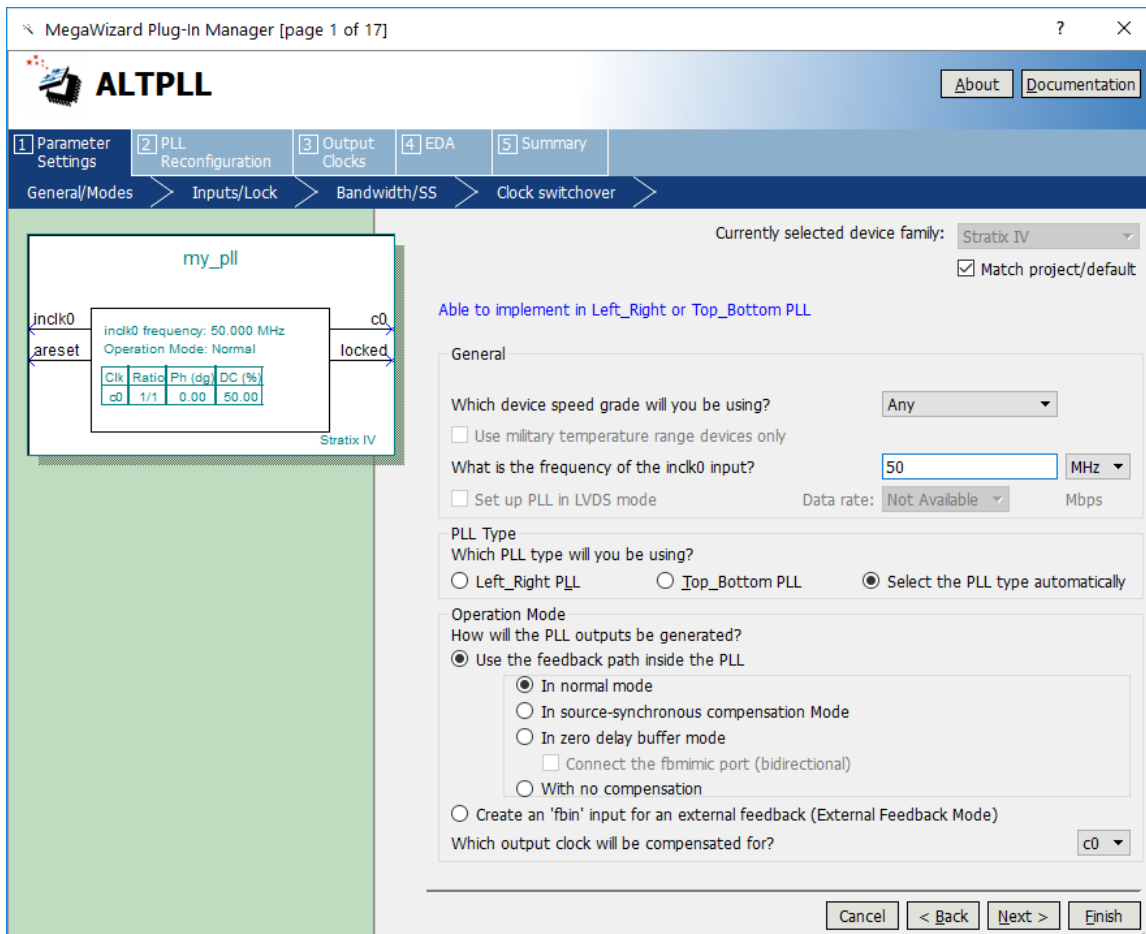 MegaWizard Plug-In Manager [page 1 of 17]
?
ALTPLL
About
Documentation
1 Parameter Settings
2 PLL Reconfiguration
3 Output Clocks
4 EDA
5 Summary
General/Modes
Inputs/Lock
Bandwidth/SS
Clock switchover
my_pll
inclk0
areset
c0
locked
inclk0 frequency: 50.000 MHz
Operation Mode: Normal
Clk Ratio Ph (dg) DC (%)
c0 1/1 0.00 50.00
Stratix IV
Currently selected device family: Stratix IV
Match project/default
Able to implement in Left_Right or Top_Bottom PLL
General
Which device speed grade will you be using? Any
Use military temperature range devices only
What is the frequency of the inclk0 input? 50 MHz
Set up PLL in LVDS mode Data rate: Not Available Mbps
PLL Type
Which PLL type will you be using?
Left_Right PLL Top_Bottom PLL Select the PLL type automatically
Operation Mode
How will the PLL outputs be generated?
Use the feedback path inside the PLL
In normal mode
In source-synchronous compensation Mode
In zero delay buffer mode
Connect the fbmimic port (bidirectional)
With no compensation
Create an 'fbin' input for an external feedback (External Feedback Mode)
Which output clock will be compensated for? c0
Cancel < Back Next > Finish